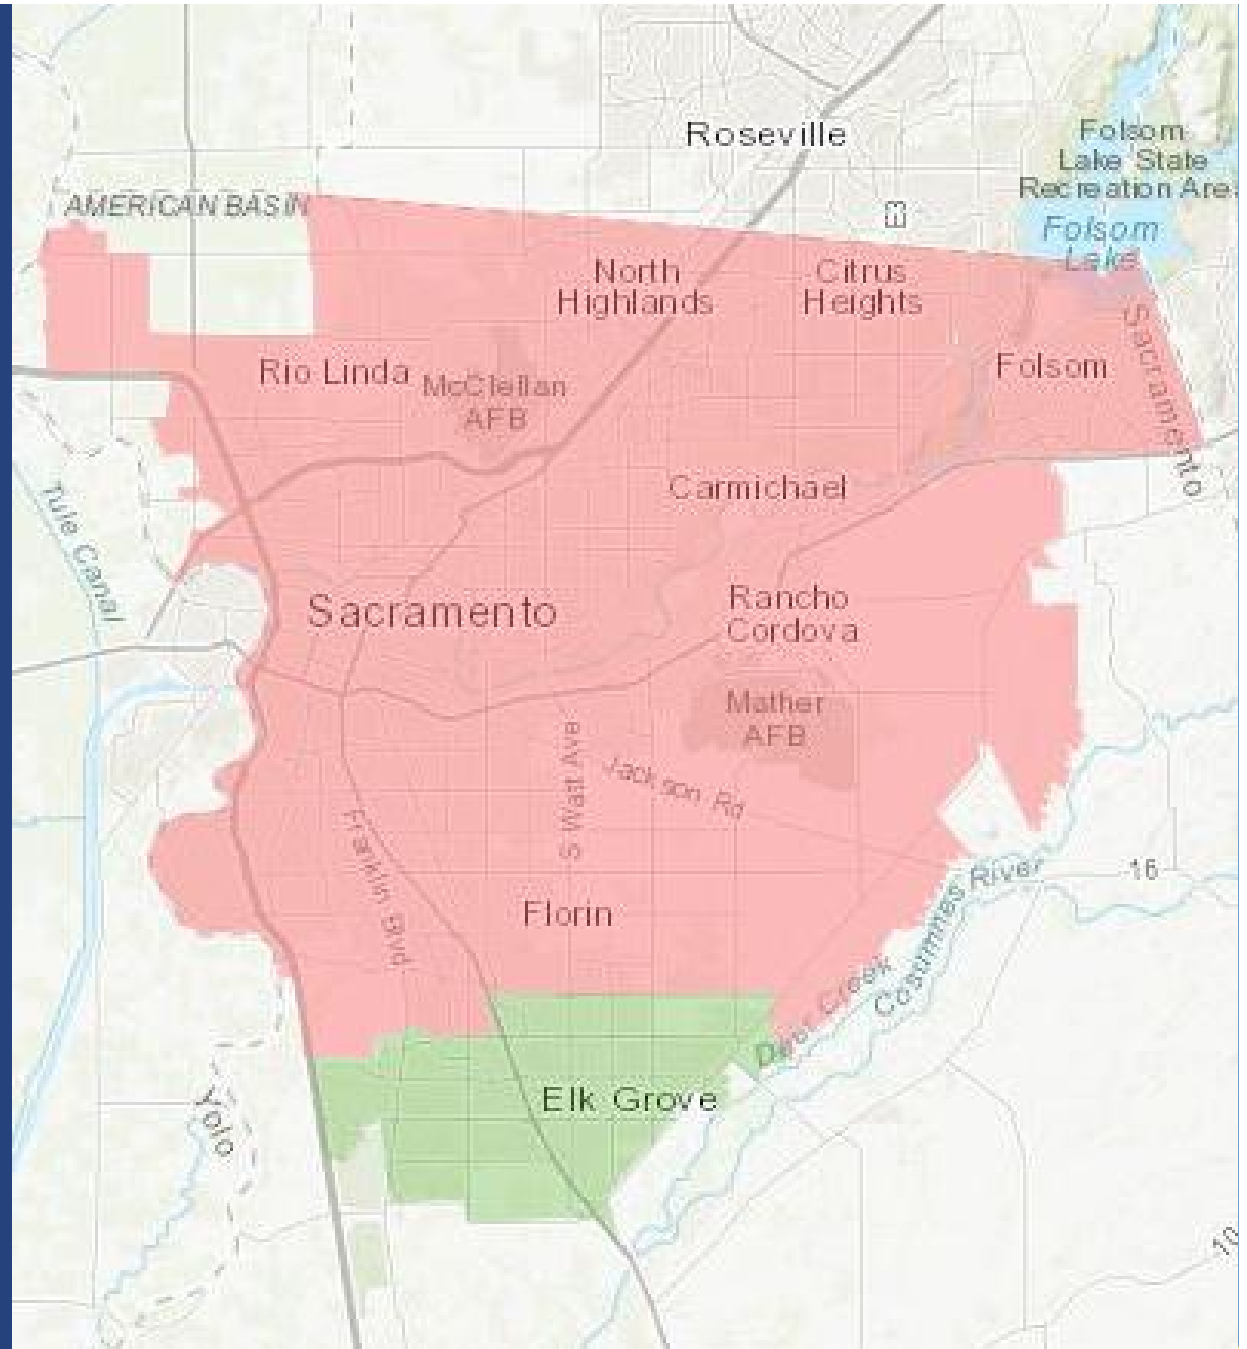 Roseville
Folsom
Lake State
Recreation Area
AMERICAN BASIN
Folsom
Lake
North
Highlands
Citrus
Heights
Sacramento
Rio Linda
McClellan
AFB
Folsom
Carmichael
Tule Canal
Sacramento
Rancho
Cordova
Mather
AFB
S Watt Ave
Jackson Rd
Franklin Blvd
16
Florin
Deer Creek
Cosumnes River
Elk Grove
Yolo